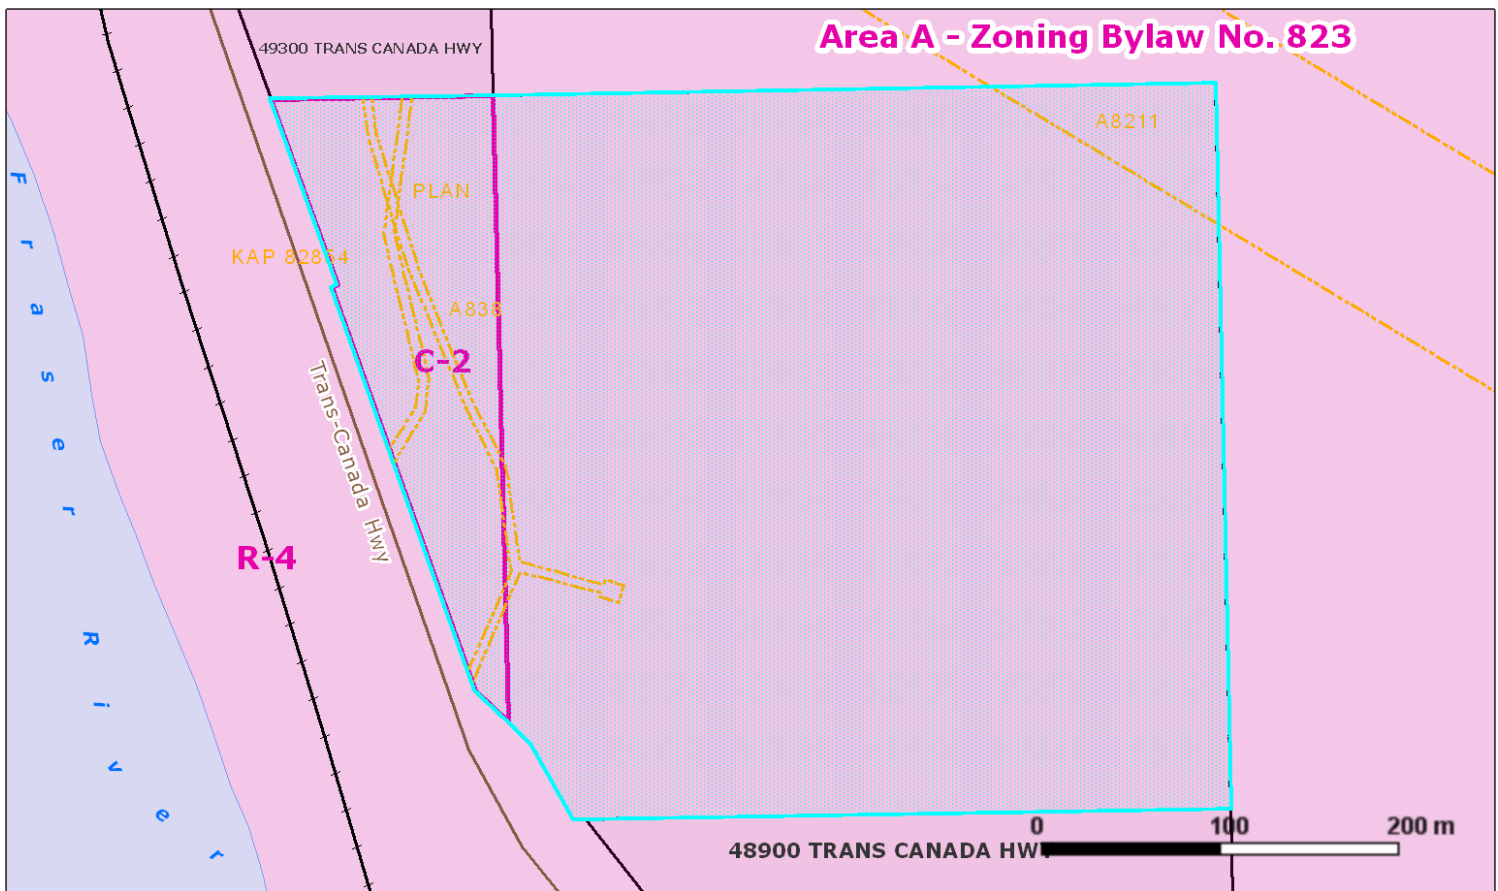 Area A - Zoning Bylaw No. 823
49300 TRANS CANADA HWY
A8211
Fraser River
PLAN
KAP 82854
A838
C-2
Trans-Canada Hwy
R-4
0 100 200 m
48900 TRANS CANADA HWY